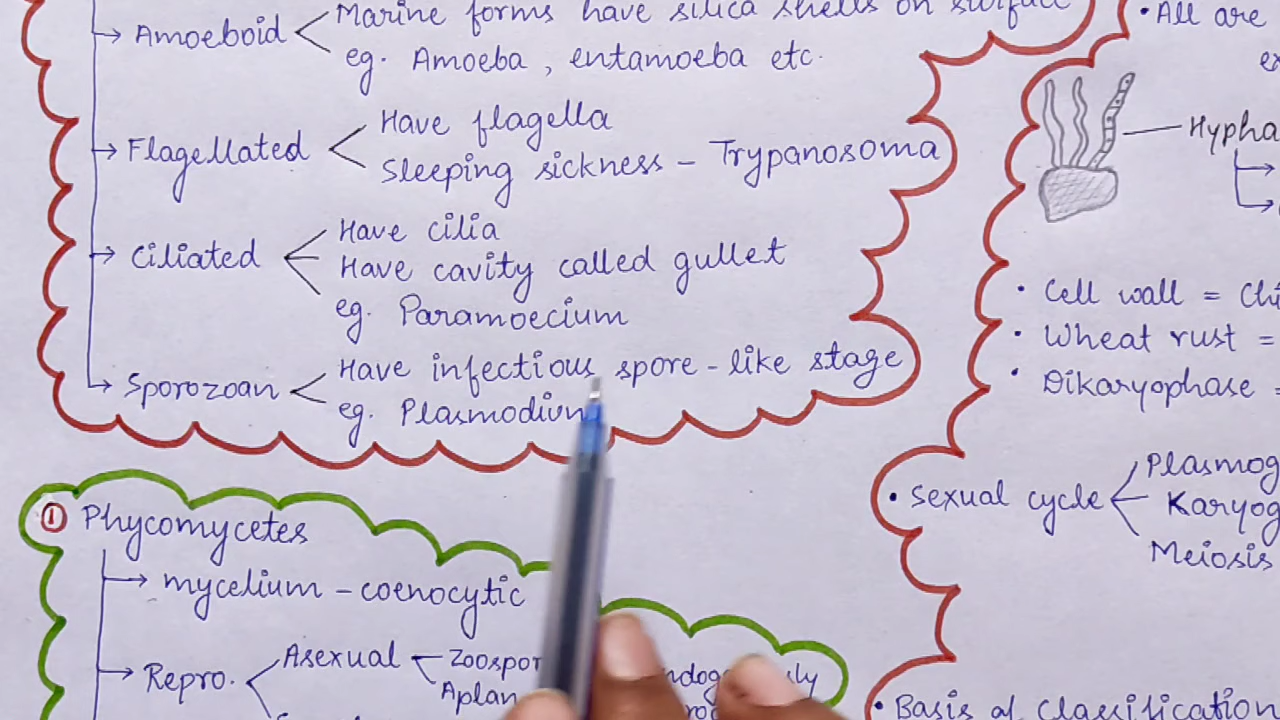 Amoeboid
Marine forms have silica shells on surface
eg. Amoeba, entamoeba etc.
Flagellated
Have flagella
Sleeping sickness - Trypanosoma
Ciliated
Have cilia
Have cavity called gullet
eg. Paramoecium
Sporozoan
Have infectious spore-like stage
eg. Plasmodium
① Phycomycetes
mycelium - coenocytic
Repro.
Asexual
Zoospor
Aplan
• All are
Hypha
• Cell wall = Chi
• Wheat rust =
• Dikaryophase =
• Sexual cycle
Plasmog
Karyog
Meiosis
• Basis of Classification